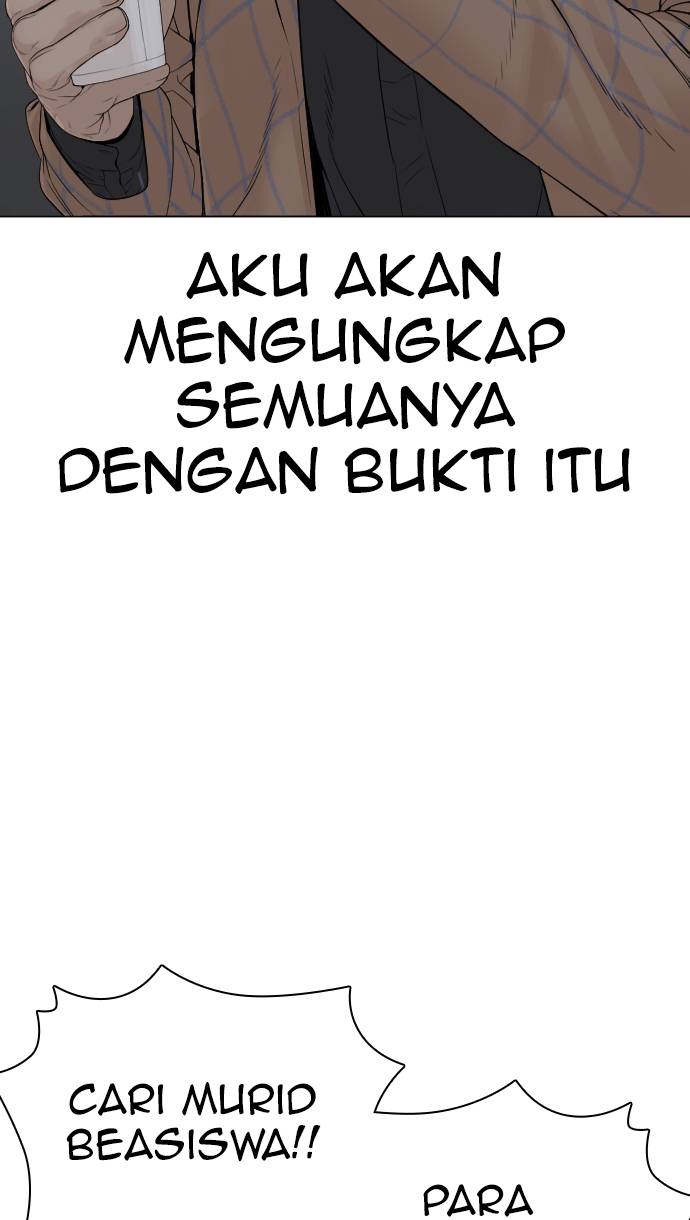 AKU AKAN
MENGUNGKAP
SEMUANYA
DENGAN BUKTI ITU
CARI MURID
BEASISWA!!
PARA